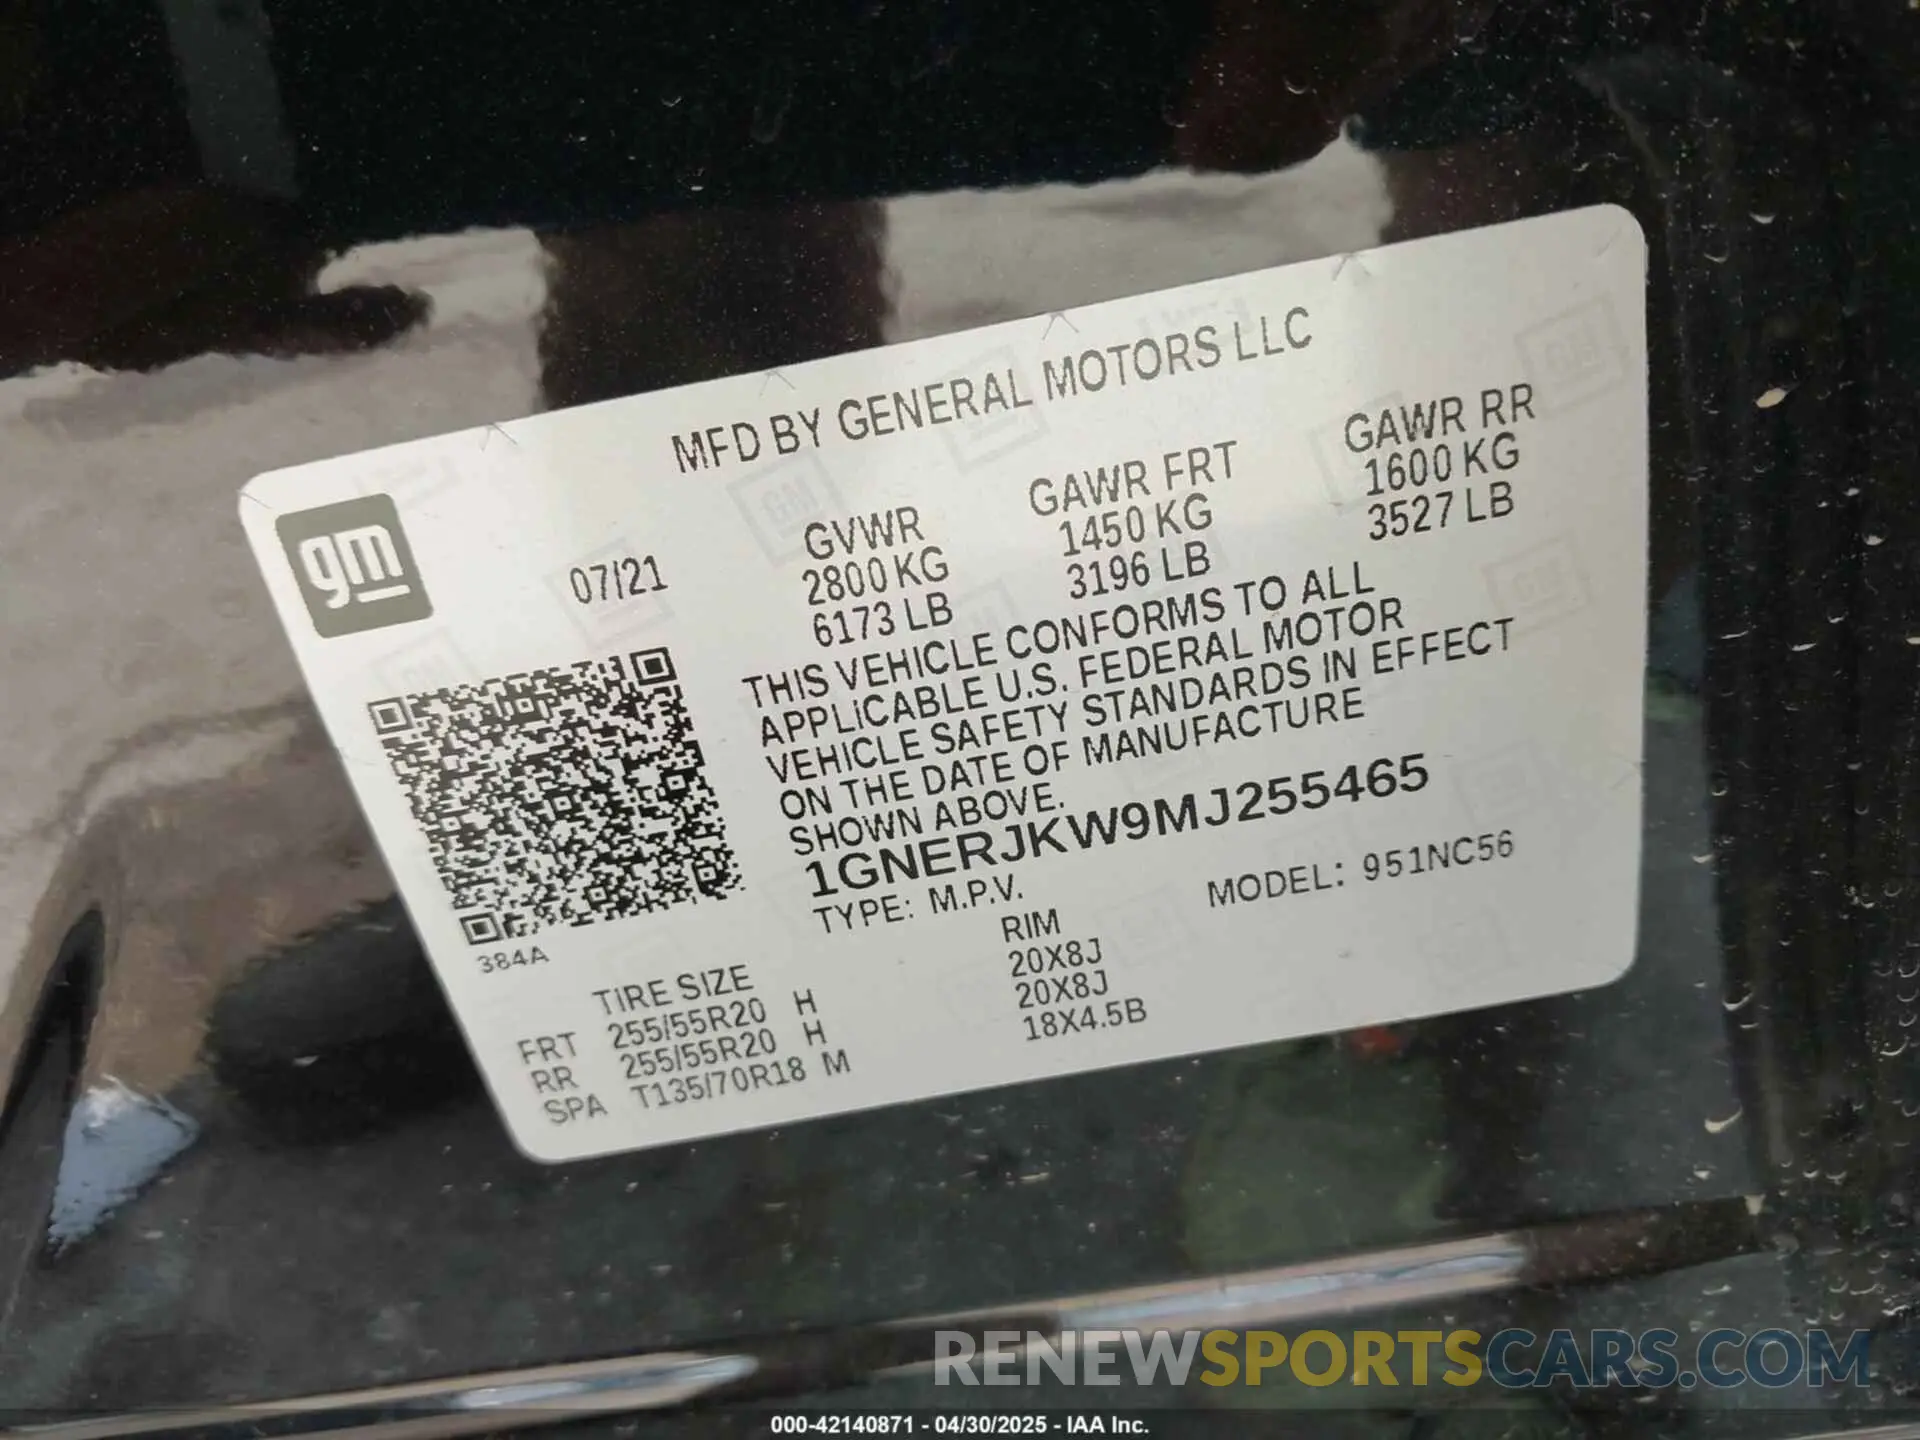 MFD BY GENERAL MOTORS LLC
gm
07/21
GVWR
2800 KG
6173 LB
GAWR FRT
1450 KG
3196 LB
GAWR RR
1600 KG
3527 LB
THIS VEHICLE CONFORMS TO ALL
APPLiCABLE U.S. FEDERAL MOTOR
VEHICLE SAFETY STANDARDS IN EFFECT
ON THE DATE OF MANUFACTURE
SHOWN ABOVE.
1GNERJKW9MJ255465
TYPE: M.P.V.
MODEL: 951NC56
384A
TIRE SIZE RIM
FRT 255/55R20 H 20X8J
RR 255/55R20 H 20X8J
SPA T135/70R18 M 18X4.5B
RENEWSPORTSCARS.COM
000-42140871 - 04/30/2025 - IAA Inc.